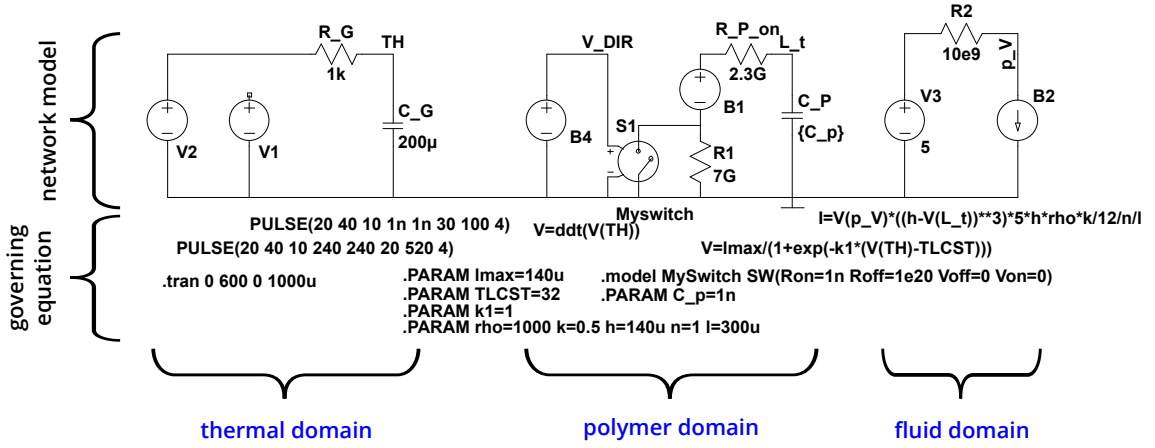 network model
R_G
1k
TH
C_G
200µ
V2
V1
V_DIR
B4
S1
Myswitch
R_P_on
2.3G
L_t
B1
R1
7G
C_P
{C_p}
R2
10e9
p_V
V3
5
B2
governing
equation
PULSE(20 40 10 1n 1n 30 100 4)
PULSE(20 40 10 240 240 20 520 4)
.tran 0 600 0 1000u
V=ddt(V(TH))
I=V(p_V)*((h-V(L_t))**3)*5*h*rho*k/12/n/l
V=lmax/(1+exp(-k1*(V(TH)-TLCST)))
.PARAM lmax=140u
.PARAM TLCST=32
.PARAM k1=1
.PARAM rho=1000 k=0.5 h=140u n=1 l=300u
.model MySwitch SW(Ron=1n Roff=1e20 Voff=0 Von=0)
.PARAM C_p=1n
thermal domain
polymer domain
fluid domain